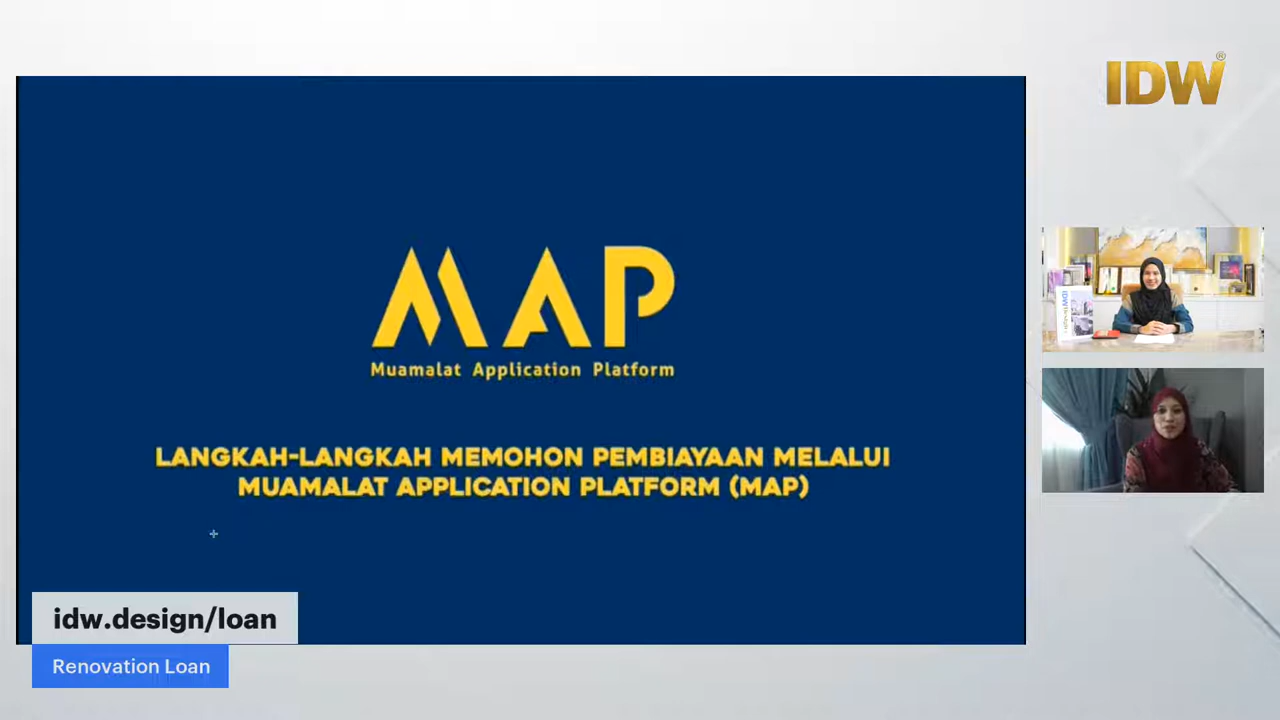 IDW®
MAP
Muamalat Application Platform
LANGKAH-LANGKAH MEMOHON PEMBIAYAAN MELALUI
MUAMALAT APPLICATION PLATFORM (MAP)
idw.design/loan
Renovation Loan